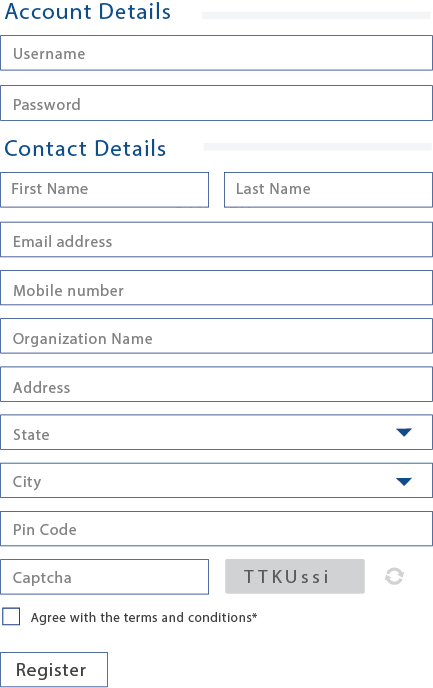 Account Details
Username
Password
Contact Details
First Name Last Name
Email address
Mobile number
Organization Name
Address
State
City
Pin Code
Captcha TTKUssi
Agree with the terms and conditions*
Register